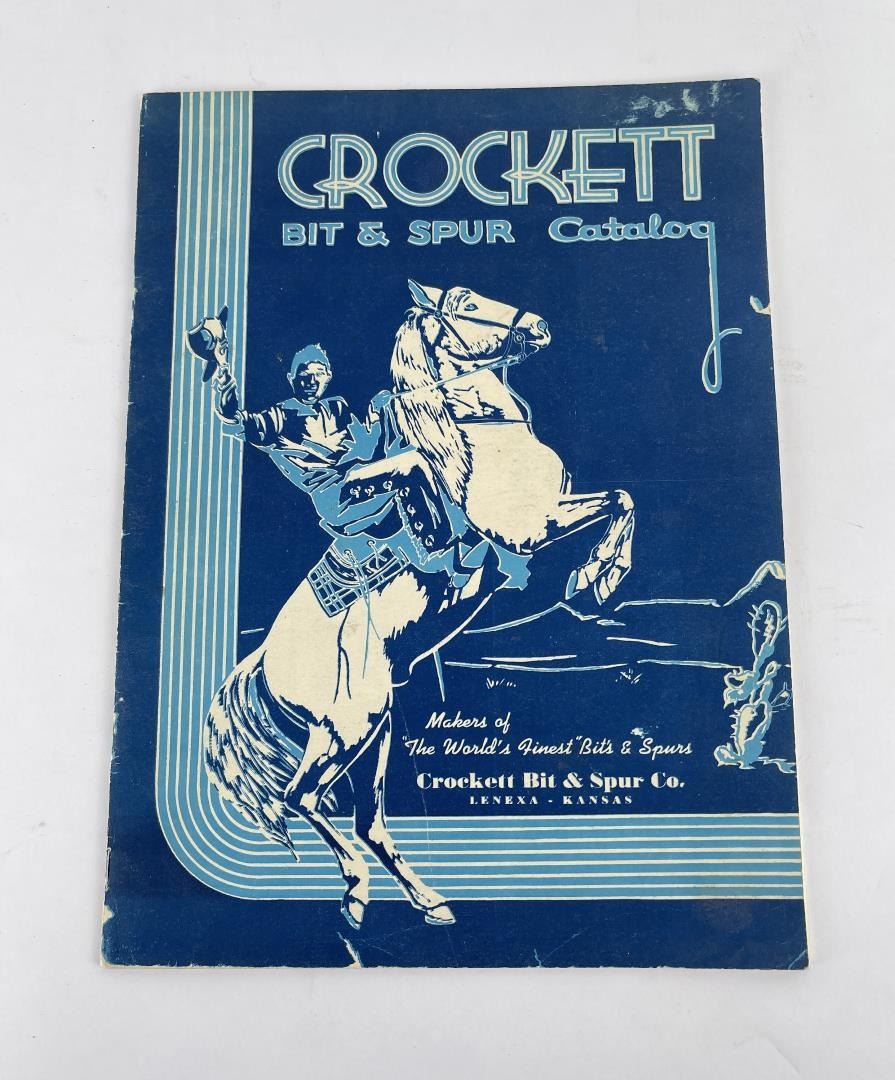 CROCKETT
BIT & SPUR Catalog
Makers of
"The World's Finest" Bits & Spurs
Crockett Bit & Spur Co.
LENEXA - KANSAS